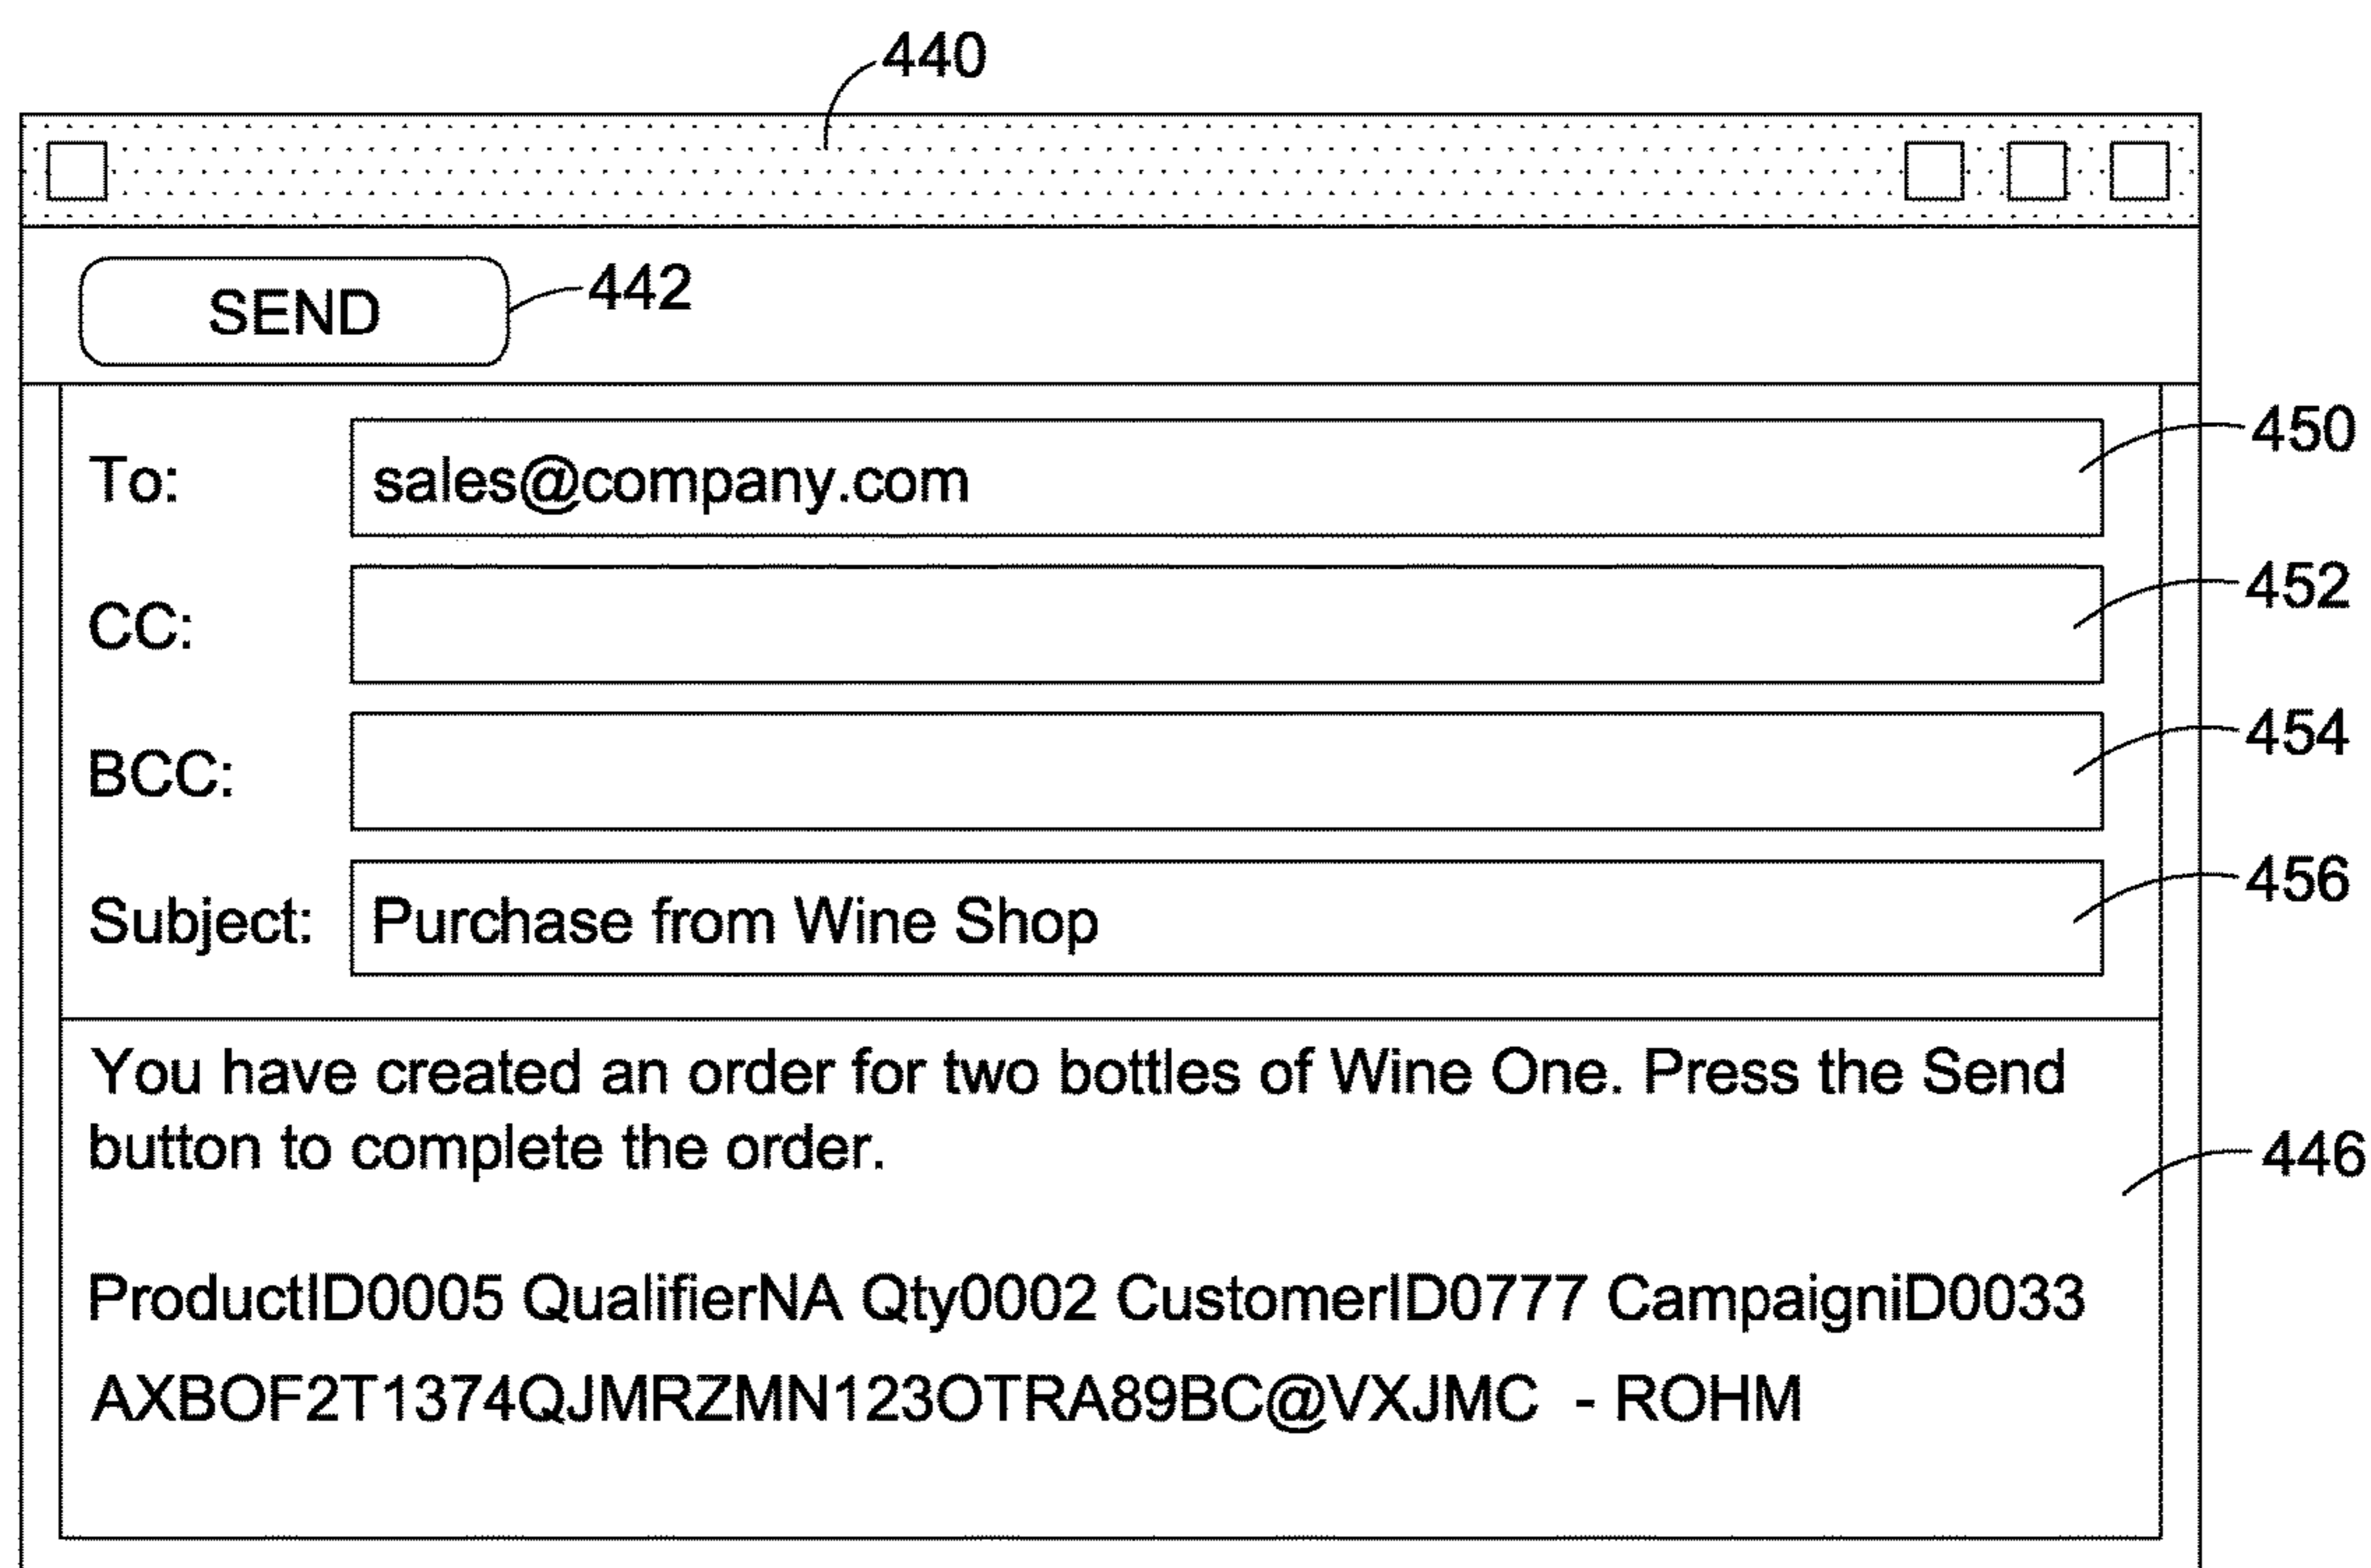 440
SEND
442
To: sales@company.com
450
CC:
452
BCC:
454
Subject: Purchase from Wine Shop
456
You have created an order for two bottles of Wine One. Press the Send
button to complete the order.
446
ProductID0005 QualifierNA Qty0002 CustomerID0777 CampaigniD0033
AXBOF2T1374QJMRZMN123OTRA89BC@VXJMC - ROHM